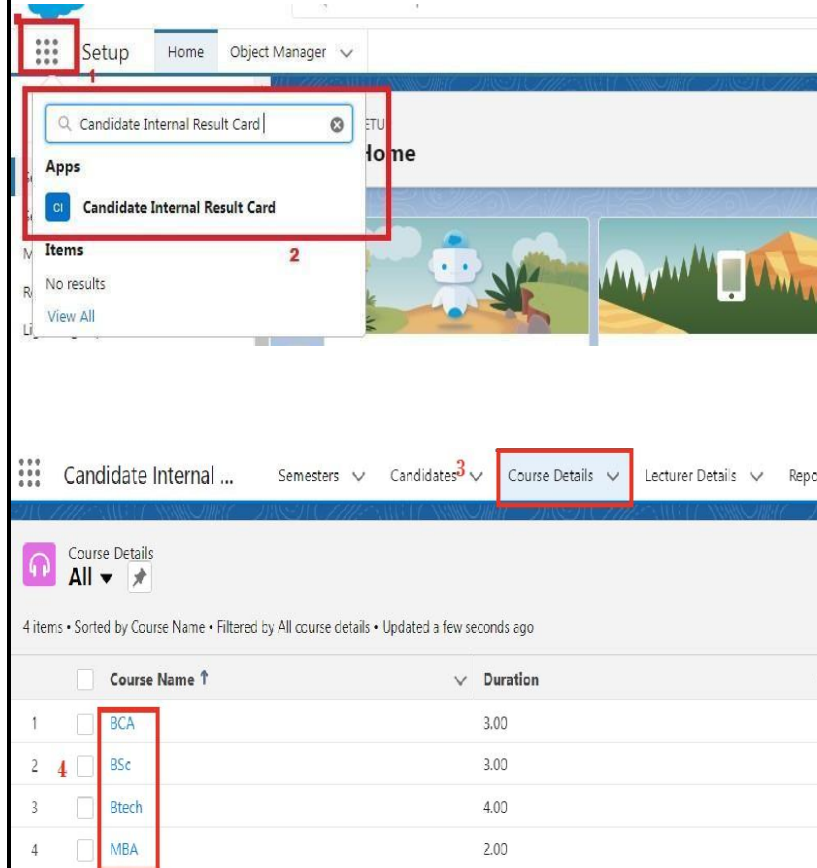 Setup Home Object Manager
1
Candidate Internal Result Card
ETU
Home
Apps
CI Candidate Internal Result Card
Items
2
No results
View All
Candidate Internal ... Semesters Candidates 3 Course Details Lecturer Details Repo
Course Details
All
4 items • Sorted by Course Name • Filtered by All course details • Updated a few seconds ago
Course Name ↑ Duration
1 BCA 3.00
2 4 BSc 3.00
3 Btech 4.00
4 MBA 2.00